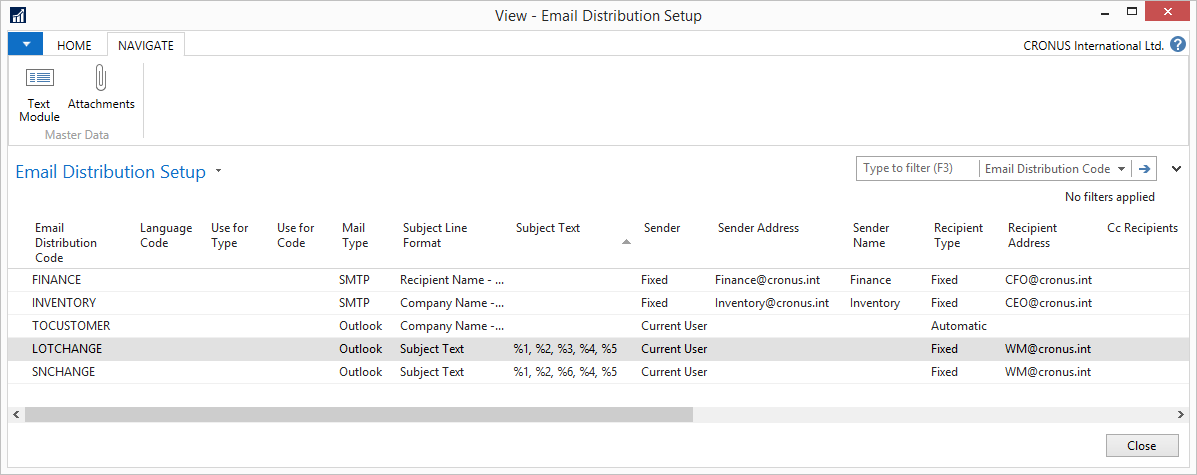 View - Email Distribution Setup
HOME NAVIGATE CRONUS International Ltd. ?
Text Module Attachments
Master Data
Email Distribution Setup
Type to filter (F3) Email Distribution Code
No filters applied
Email Distribution Code Language Code Use for Type Use for Code Mail Type Subject Line Format Subject Text Sender Sender Address Sender Name Recipient Type Recipient Address Cc Recipients
FINANCE SMTP Recipient Name - ... Fixed Finance@cronus.int Finance Fixed CFO@cronus.int
INVENTORY SMTP Company Name -... Fixed Inventory@cronus.int Inventory Fixed CEO@cronus.int
TOCUSTOMER Outlook Company Name -... Current User Automatic
LOTCHANGE Outlook Subject Text %1, %2, %3, %4, %5 Current User Fixed WM@cronus.int
SNCHANGE Outlook Subject Text %1, %2, %6, %4, %5 Current User Fixed WM@cronus.int
Close